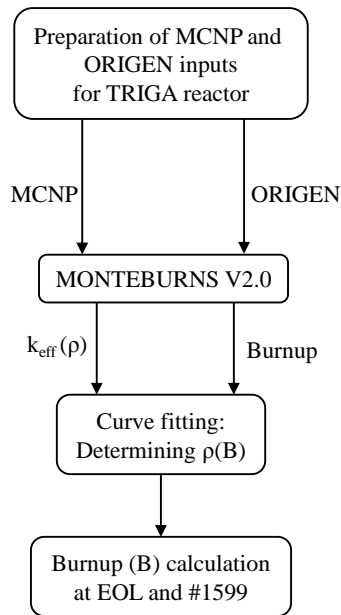 Preparation of MCNP and
ORIGEN inputs
for TRIGA reactor
MCNP
ORIGEN
MONTEBURNS V2.0
keff(ρ)
Burnup
Curve fitting:
Determining ρ(B)
Burnup (B) calculation
at EOL and #1599